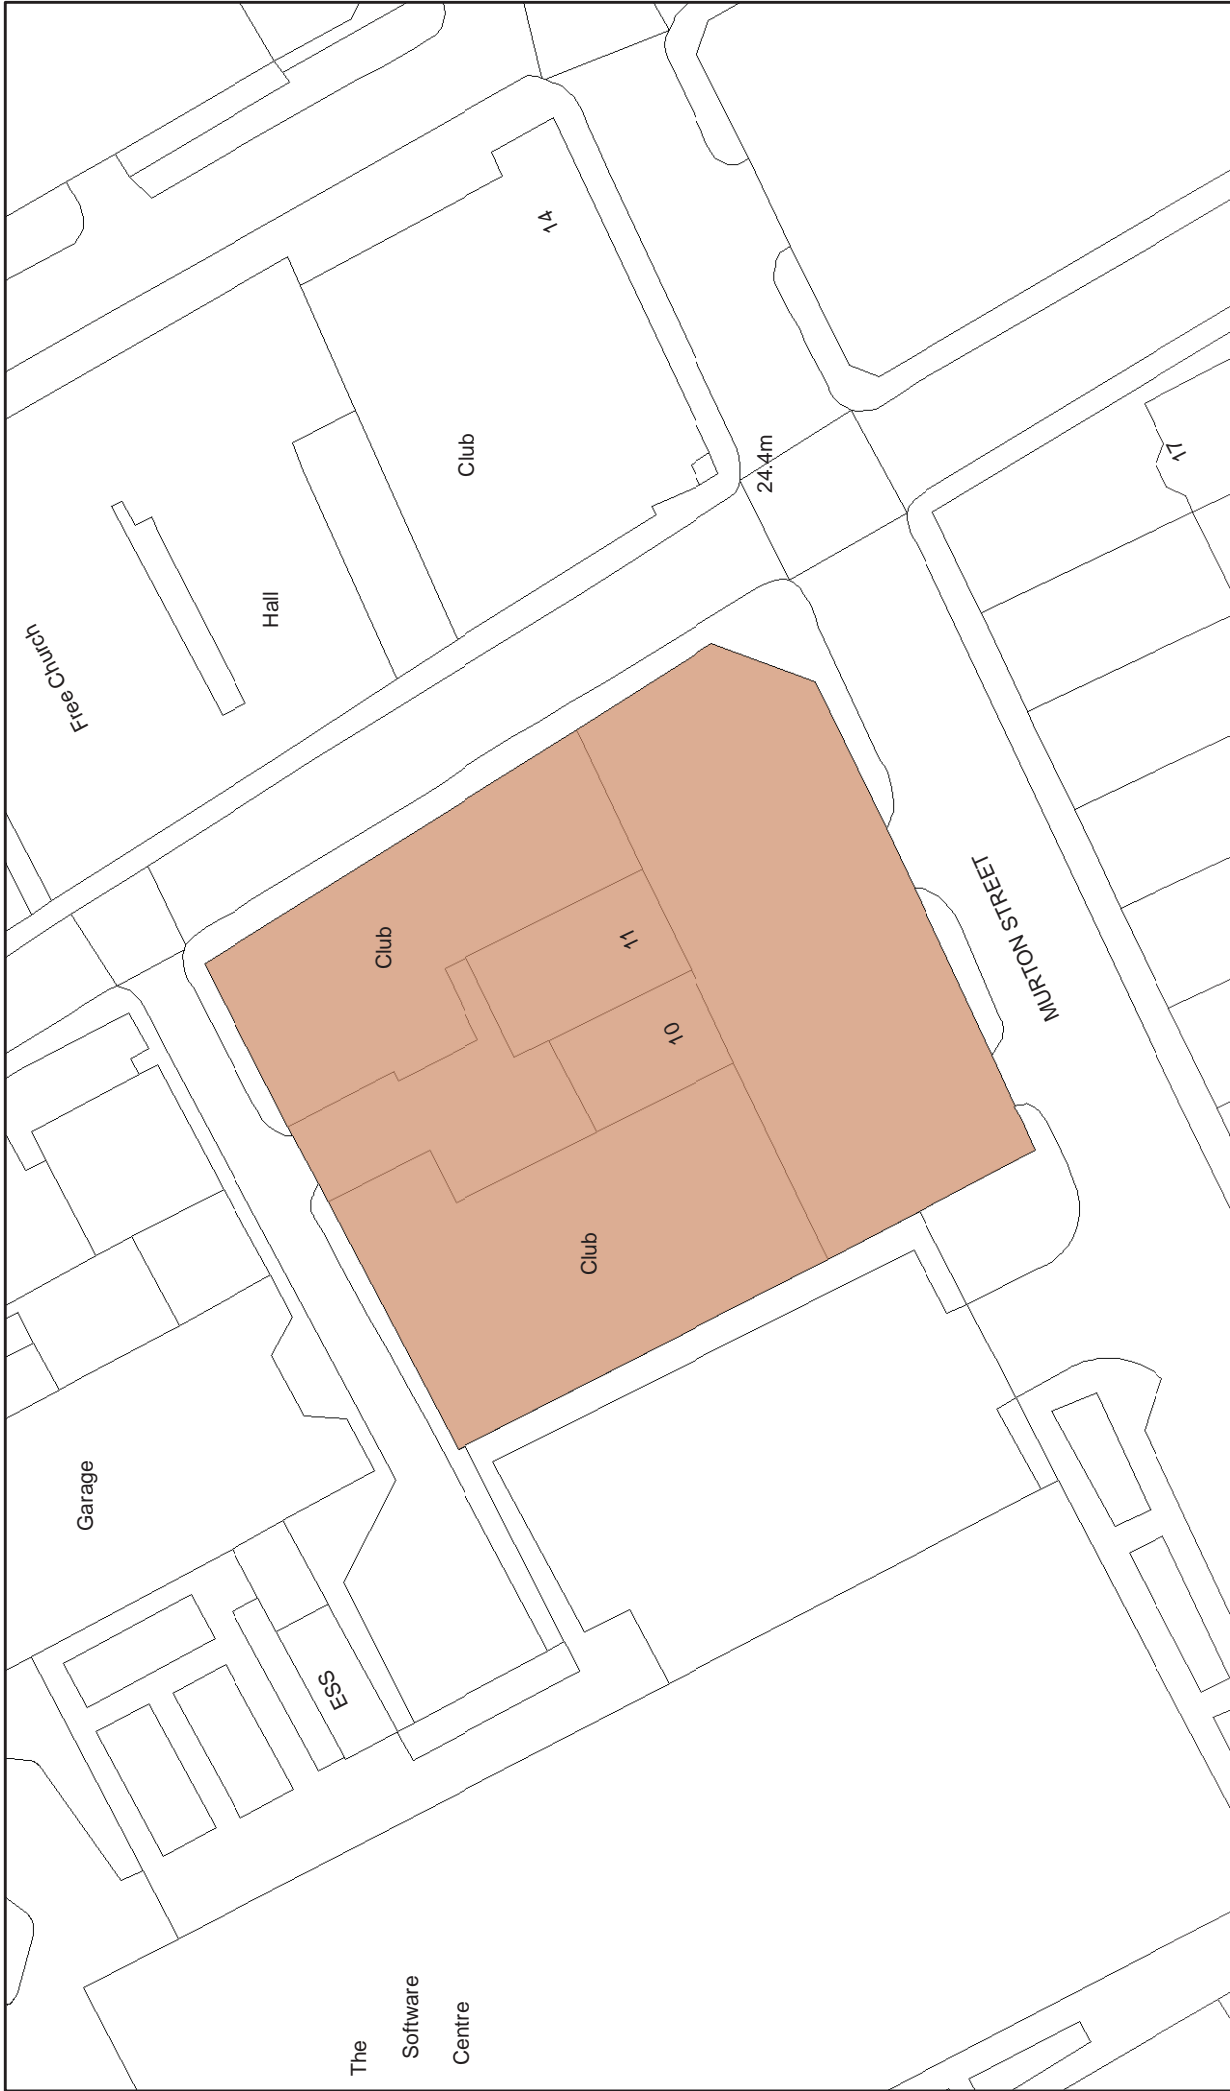 Free Church
Hall
Club
14
24.4m
17
Club
11
10
Club
MURTON STREET
Garage
ESS
The
Software
Centre